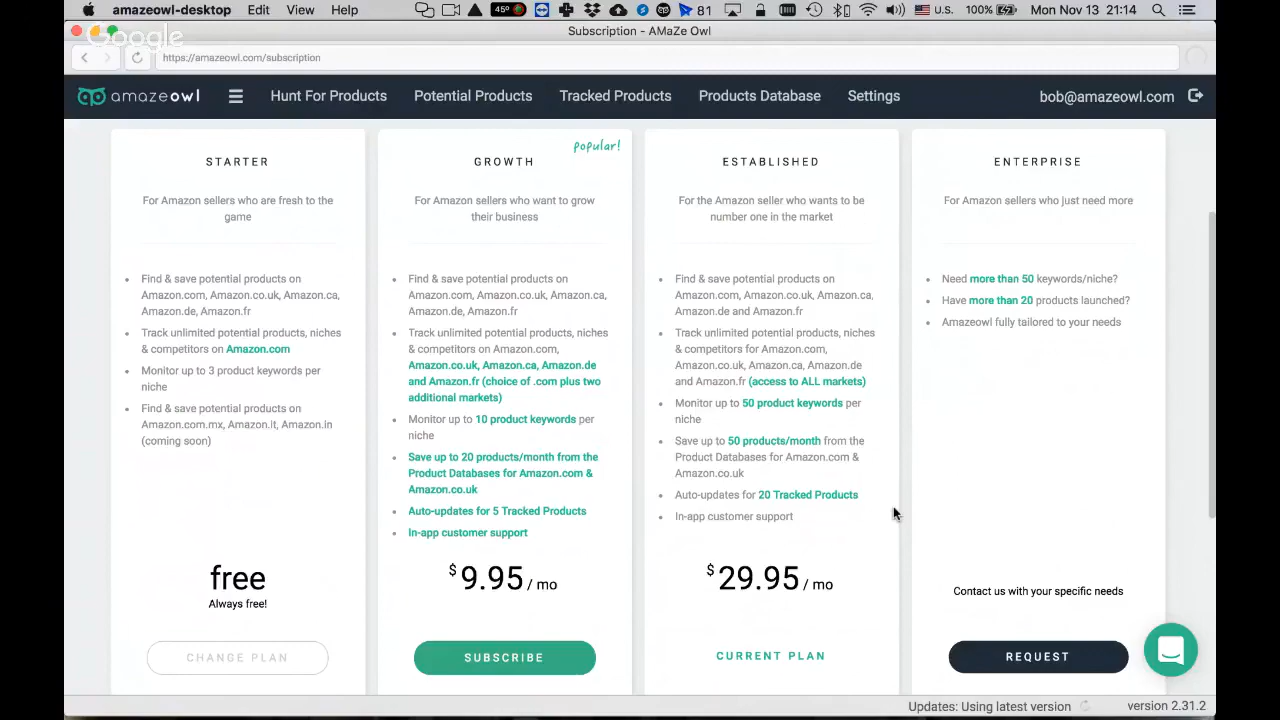 amazeowl-desktop Edit View Help 45° 81 U.S. 100% Mon Nov 13 21:14
Google
Subscription - AMaZe Owl
https://amazeowl.com/subscription
amazeowl Hunt For Products Potential Products Tracked Products Products Database Settings bob@amazeowl.com
STARTER
For Amazon sellers who are fresh to the
game
• Find & save potential products on
Amazon.com, Amazon.co.uk, Amazon.ca,
Amazon.de, Amazon.fr
• Track unlimited potential products, niches
& competitors on Amazon.com
• Monitor up to 3 product keywords per
niche
• Find & save potential products on
Amazon.com.mx, Amazon.it, Amazon.in
(coming soon)
free
Always free!
CHANGE PLAN
popular!
GROWTH
For Amazon sellers who want to grow
their business
• Find & save potential products on
Amazon.com, Amazon.co.uk, Amazon.ca,
Amazon.de, Amazon.fr
• Track unlimited potential products, niches
& competitors on Amazon.com,
Amazon.co.uk, Amazon.ca, Amazon.de
and Amazon.fr (choice of .com plus two
additional markets)
• Monitor up to 10 product keywords per
niche
• Save up to 20 products/month from the
Product Databases for Amazon.com &
Amazon.co.uk
• Auto-updates for 5 Tracked Products
• In-app customer support
$9.95 / mo
SUBSCRIBE
ESTABLISHED
For the Amazon seller who wants to be
number one in the market
• Find & save potential products on
Amazon.com, Amazon.co.uk, Amazon.ca,
Amazon.de and Amazon.fr
• Track unlimited potential products, niches
& competitors for Amazon.com,
Amazon.co.uk, Amazon.ca, Amazon.de
and Amazon.fr (access to ALL markets)
• Monitor up to 50 product keywords per
niche
• Save up to 50 products/month from the
Product Databases for Amazon.com &
Amazon.co.uk
• Auto-updates for 20 Tracked Products
• In-app customer support
$29.95 / mo
CURRENT PLAN
ENTERPRISE
For Amazon sellers who just need more
• Need more than 50 keywords/niche?
• Have more than 20 products launched?
• Amazeowl fully tailored to your needs
Contact us with your specific needs
REQUEST
Updates: Using latest version version 2.31.2